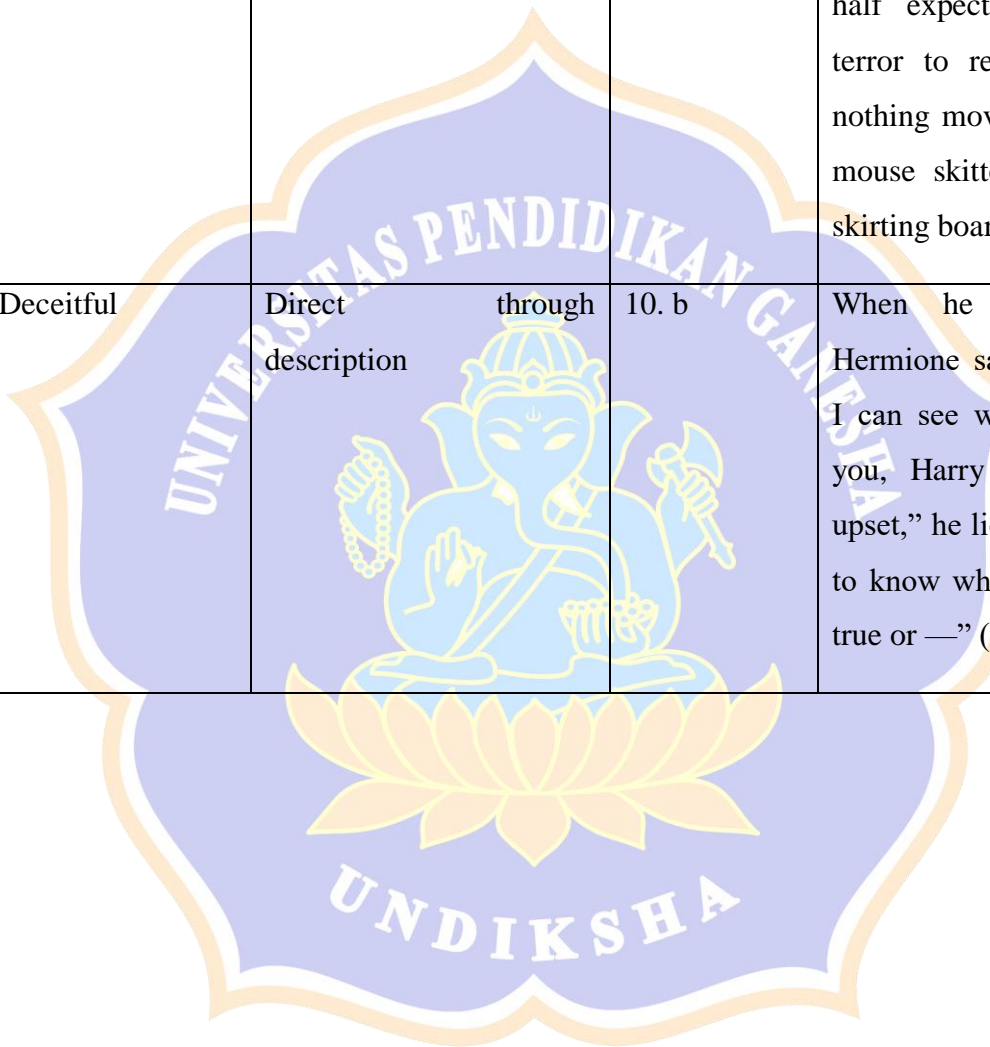 half expect
terror to re
nothing mov
mouse skitt
skirting boar
Deceitful
Direct through
description
10. b
When he
Hermione sa
I can see w
you, Harry
upset,” he li
to know wh
true or —” (
UNIVERSITAS PENDIDIKAN GANESHA
UNDIKSHA